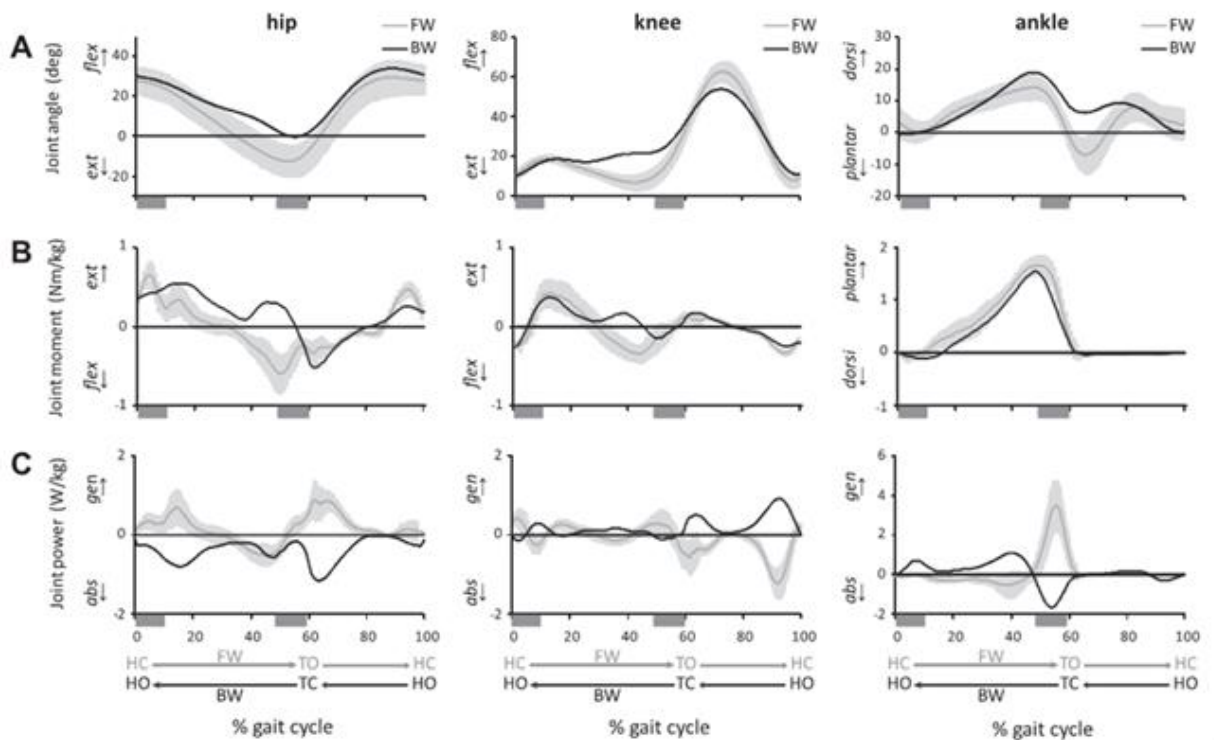 hip knee ankle
A
Joint angle (deg)
flex→
ext←
40
20
0
-20
FW
BW
flex→
ext←
80
60
40
20
0
FW
BW
dorsi→
plantar←
30
20
10
0
-10
-20
FW
BW
B
Joint moment (Nm/kg)
ext→
flex←
1
0
-1
ext→
flex←
1
0
-1
plantar→
dorsi←
2
1
0
-1
C
Joint power (W/kg)
gen→
abs←
2
0
-2
gen→
abs←
2
0
-2
gen→
abs←
6
4
2
0
-2
0 20 40 60 80 100 0 20 40 60 80 100 0 20 40 60 80 100
HC FW TO HC HC FW TO HC HC FW TO HC
HO BW TC HO HO BW TC HO HO BW TC HO
% gait cycle % gait cycle % gait cycle